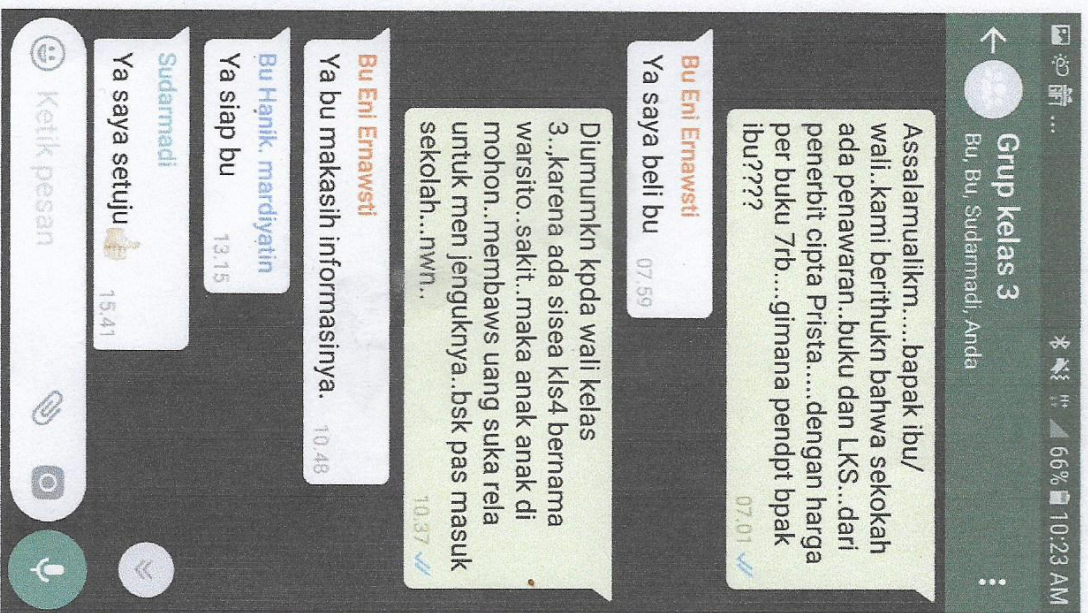 ... 66% 10:23 AM
Grup kelas 3
Bu, Bu, Sudarmadi, Anda
Assalamualikm.....bapak ibu/
wali..kami berithukn bahwa sekokah
ada penawaran..buku dan LKS...dari
penerbit cipta Prista......dengan harga
per buku 7rb....gimana pendpt bpak
ibu????
07.01
Bu Eni Ernawsti
Ya saya beli bu
07.59
Diumumkn kpda wali kelas
3..,karena ada sisea kls4 bernama
warsito..sakit..maka anak anak di
mohon..membaws uang suka rela
untuk men jenguknya..bsk pas masuk
sekolah...nwn..
10.37
Bu Eni Ernawsti
Ya bu makasih informasinya.
10.48
Bu Hanik. mardiyatin
Ya siap bu
13.15
Sudarmadi
Ya saya setuju👍
15.41
Ketik pesan